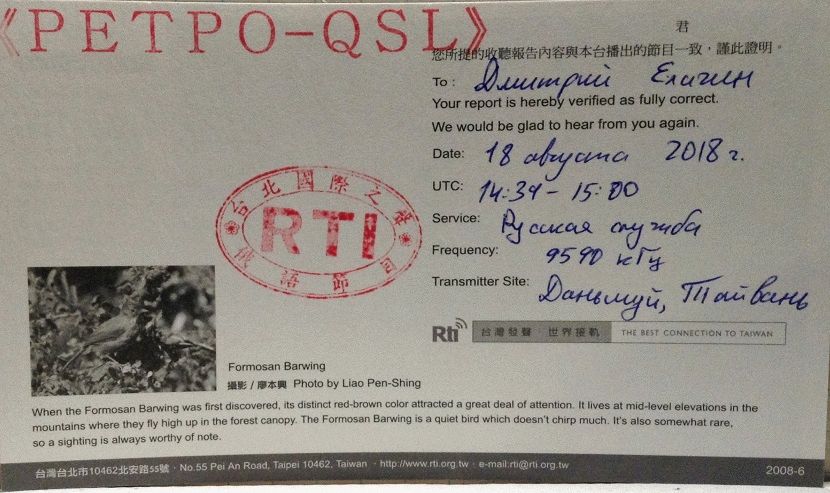 《РЕТРО-QSL》
君
您所提的收聽報告內容與本台播出的節目一致，謹此證明。
To : Дмитрий Елагин
Your report is hereby verified as fully correct.
We would be glad to hear from you again.
Date: 18 августа 2018 г.
UTC: 14:34-15:00
Service: Русская служба
Frequency: 9590 кГц
Transmitter Site: Даньшуй, Тайвань
台北國際之聲
RTI
俄語節目
Rti 台灣發聲·世界接軌 THE BEST CONNECTION TO TAIWAN
Formosan Barwing
攝影 / 廖本興 Photo by Liao Pen-Shing
When the Formosan Barwing was first discovered, its distinct red-brown color attracted a great deal of attention. It lives at mid-level elevations in the
mountains where they fly high up in the forest canopy. The Formosan Barwing is a quiet bird which doesn't chirp much. It's also somewhat rare,
so a sighting is always worthy of note.
台灣台北市10462北安路55號 · No.55 Pei An Road, Taipei 10462, Taiwan · http://www.rti.org.tw · e-mail:rti@rti.org.tw 2008-6